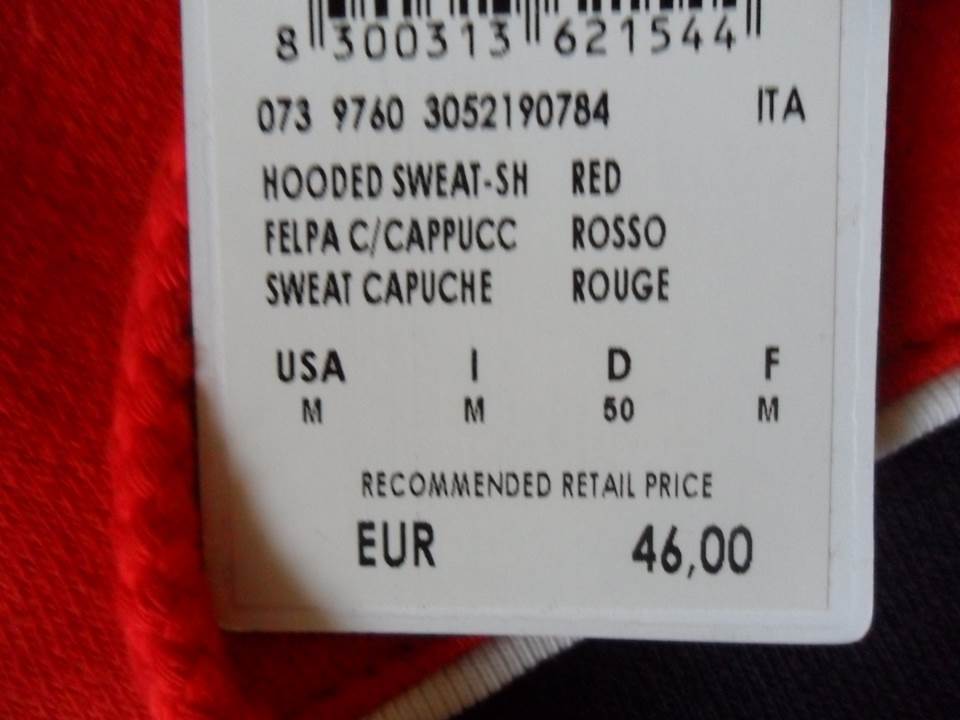 8 300313 621544
073 9760 3052190784 ITA
HOODED SWEAT-SH RED
FELPA C/CAPPUCC ROSSO
SWEAT CAPUCHE ROUGE
USA I D F
M M 50 M
RECOMMENDED RETAIL PRICE
EUR 46,00